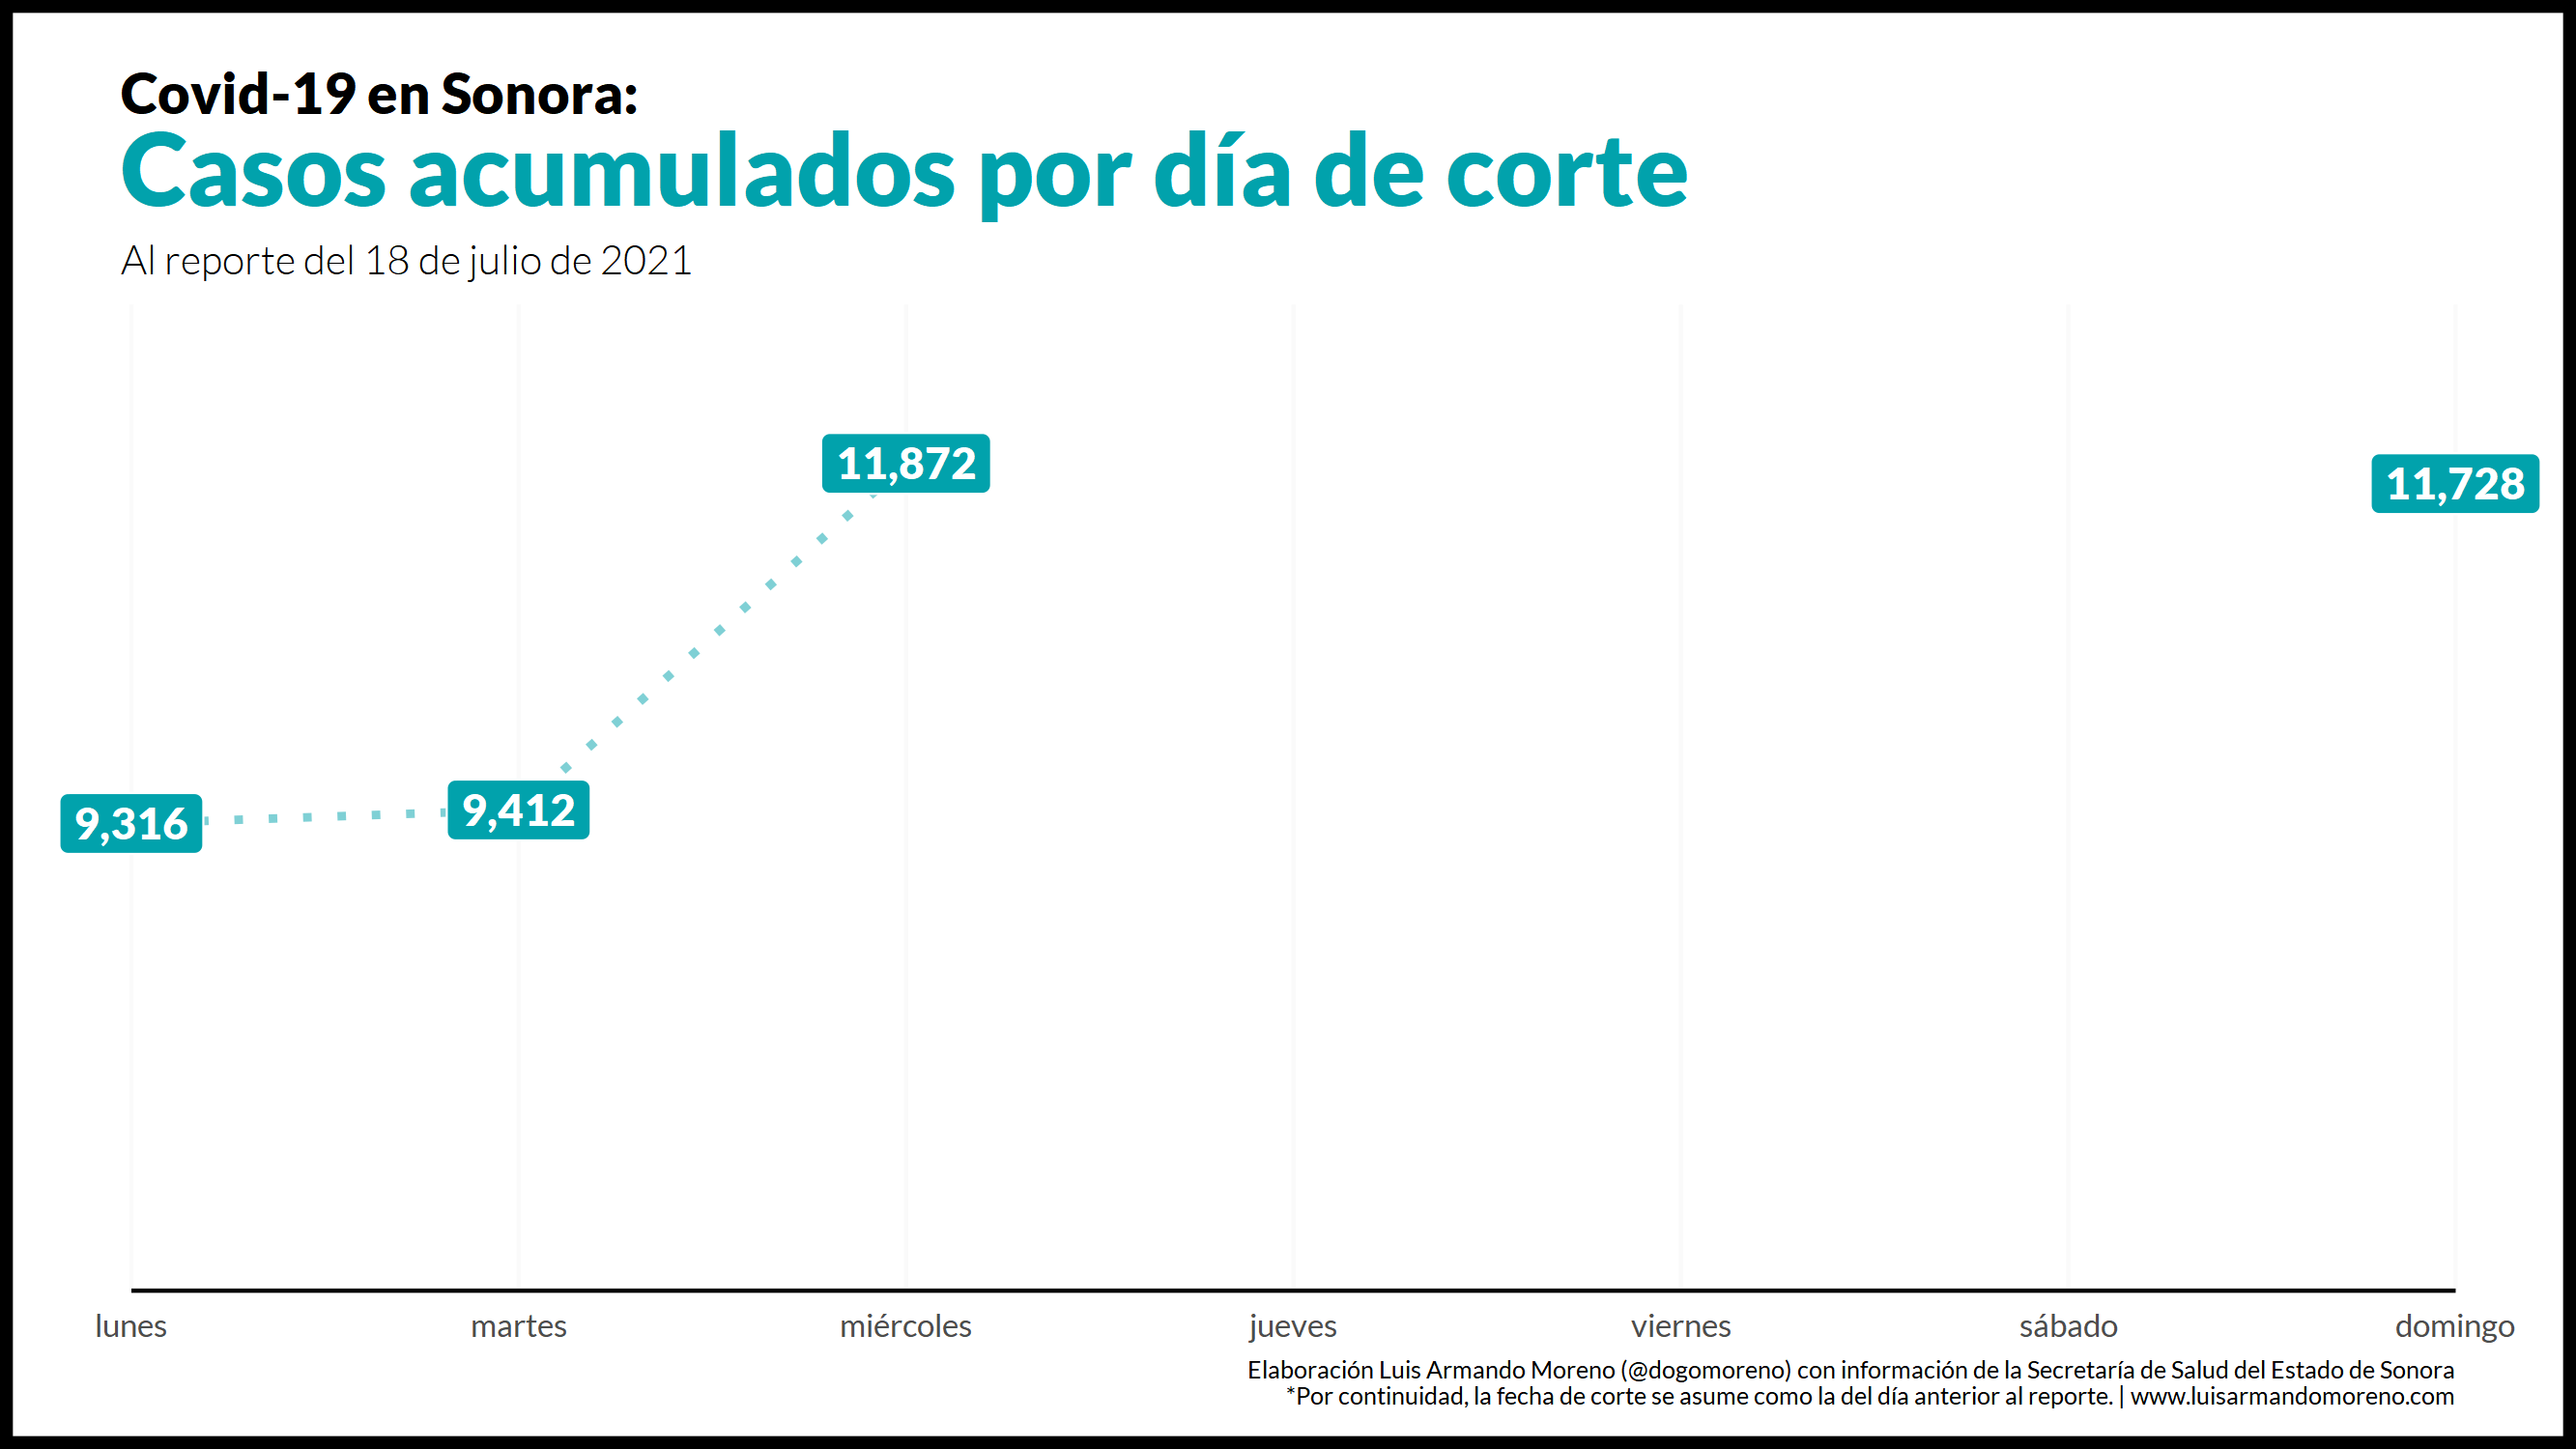 Covid-19 en Sonora:
Casos acumulados por día de corte
Al reporte del 18 de julio de 2021
11,872
11,728
9,412
9,316
lunes martes miércoles jueves viernes sábado domingo
Elaboración Luis Armando Moreno (@dogomoreno) con información de la Secretaría de Salud del Estado de Sonora
*Por continuidad, la fecha de corte se asume como la del día anterior al reporte. | www.luisarmandomoreno.com